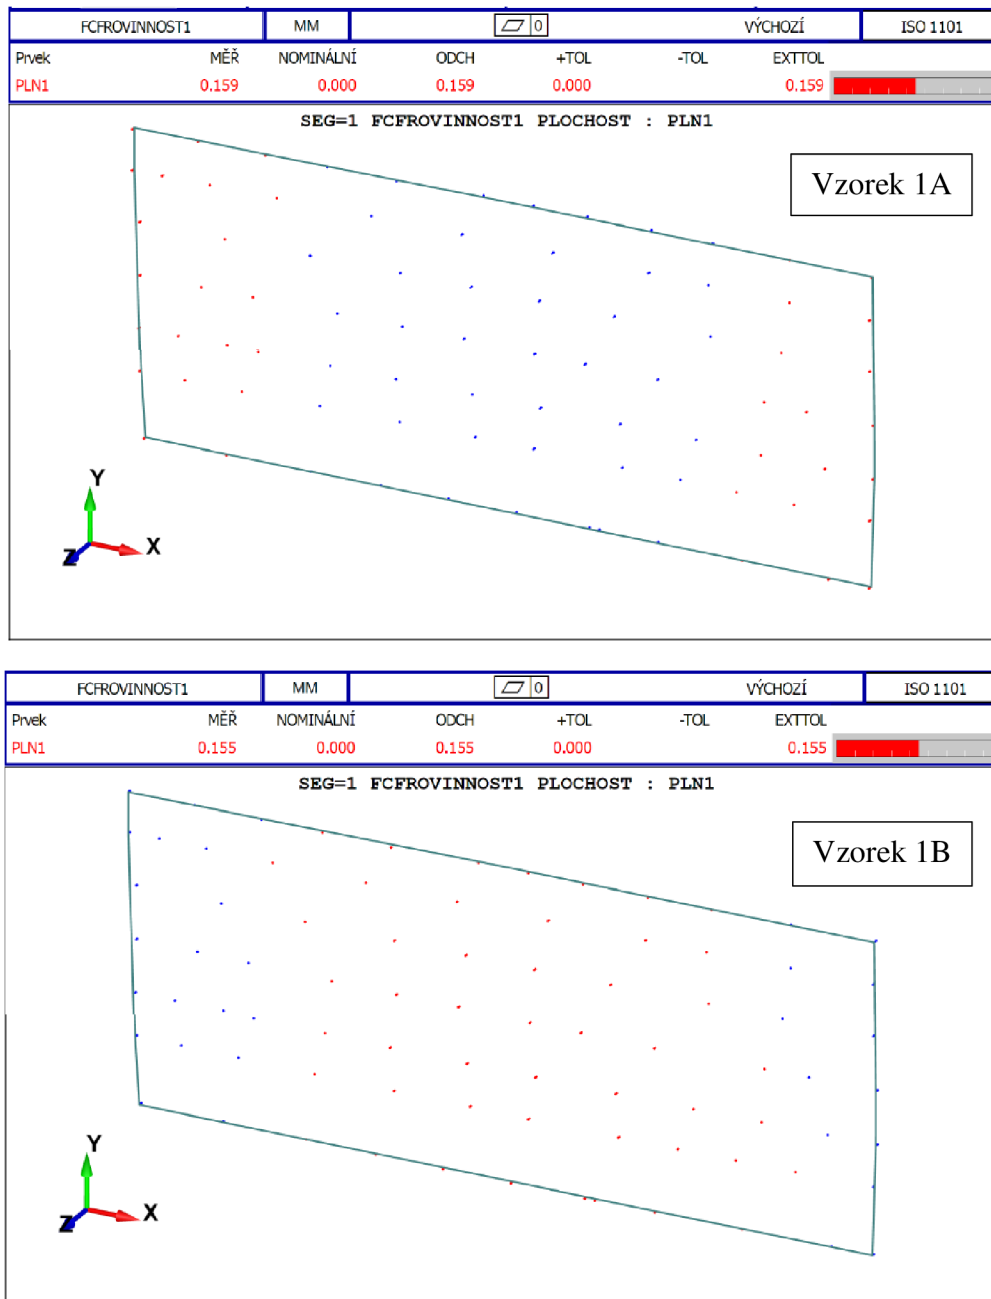 FCFROVINNOST1 MM 0 VÝCHOZÍ ISO 1101
Prvek MĚŘ NOMINÁLNÍ ODCH +TOL -TOL EXTTOL
PLN1 0.159 0.000 0.159 0.000 0.159
SEG=1 FCFROVINNOST1 PLOCHOST : PLN1
Vzorek 1A
Y
Z X
FCFROVINNOST1 MM 0 VÝCHOZÍ ISO 1101
Prvek MĚŘ NOMINÁLNÍ ODCH +TOL -TOL EXTTOL
PLN1 0.155 0.000 0.155 0.000 0.155
SEG=1 FCFROVINNOST1 PLOCHOST : PLN1
Vzorek 1B
Y
Z X